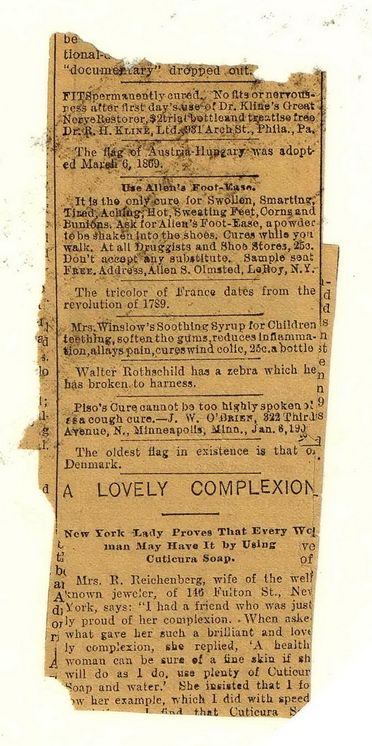 be
tional-
"documentary" dropped out.
FITS permanently cured. No fits or nervous-
ness after first day's use of Dr. Kline's Great
Nerve Restorer, $2 trial bottle and treatise free
Dr. R. H. KLINE, Ltd., 931 Arch St., Phila., Pa.
The flag of Austria-Hungary was adopt-
ed March 6, 1869.
Use Allen's Foot-Ease.
It is the only cure for Swollen, Smarting,
Tired, Aching, Hot, Sweating Feet, Corns and
Bunions. Ask for Allen's Foot-Ease, a powder
to be shaken into the shoes. Cures while you
walk. At all Druggists and Shoe Stores, 25c.
Don't accept any substitute. Sample sent
FREE. Address, Allen S. Olmsted, LeRoy, N.Y.
The tricolor of France dates from the
revolution of 1789.
Mrs. Winslow's Soothing Syrup for Children
teething, soften the gums, reduces inflamma-
tion, allays pain, cures wind colic, 25c. a bottle
Walter Rothschild has a zebra which he
has broken to harness.
Piso's Cure cannot be too highly spoken of
as a cough cure.—J. W. O'BRIEN, 322 Third
Avenue, N., Minneapolis, Minn., Jan. 6, 190
The oldest flag in existence is that o
Denmark.
A LOVELY COMPLEXION
New York Lady Proves That Every Wo
man May Have It by Using
Cuticura Soap.
Mrs. R. Reichenberg, wife of the well
known jeweler, of 146 Fulton St., New
York, says: "I had a friend who was just
ly proud of her complexion. When aske
what gave her such a brilliant and love
ly complexion, she replied, 'A health
woman can be sure of a fine skin if sh
will do as I do, use plenty of Cuticur
Soap and water.' She insisted that I fo
ow her example, which I did with speed
I find that Cuticura S